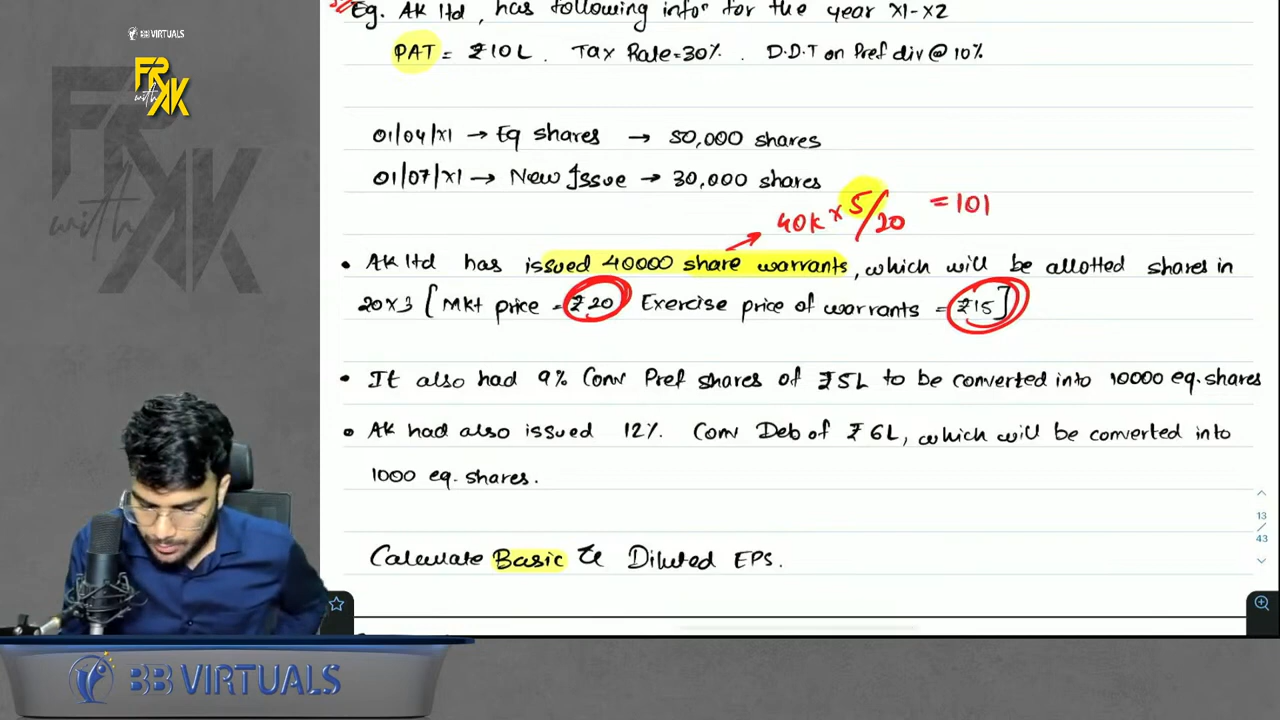 Eg. AK ltd, has following infoⁿ for the year X1-X2
BB VIRTUALS
FR with AK
PAT = ₹10L. Tax Rate=30%. D.D.T on Pref div @ 10%
01/04/X1 → Eq shares → 50,000 shares
01/07/X1 → New Issue → 30,000 shares
40K × 5/20 = 101
• AK ltd has issued 40000 share warrants, which will be allotted shares in
20X3 [Mkt price = ₹20 Exercise price of warrants = ₹15]
• It also had 9% Conv Pref shares of ₹5L to be converted into 10000 eq. shares
• AK had also issued 12%. Conv Deb of ₹6L, which will be converted into
1000 eq. shares.
Calculate Basic & Diluted EPS.
13
/
43
BB VIRTUALS